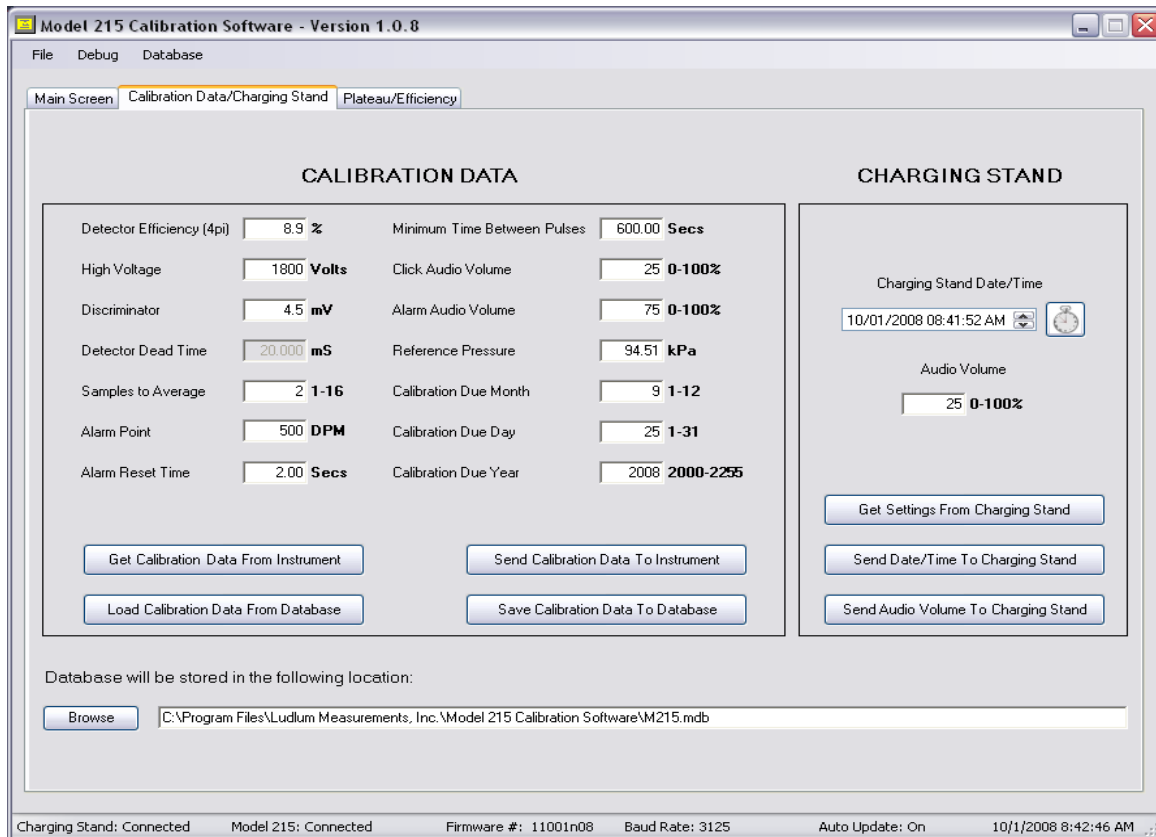 Model 215 Calibration Software - Version 1.0.8
File Debug Database
Main Screen Calibration Data/Charging Stand Plateau/Efficiency
CALIBRATION DATA
Detector Efficiency (4pi) 8.9 %
High Voltage 1800 Volts
Discriminator 4.5 mV
Detector Dead Time 20.000 mS
Samples to Average 2 1-16
Alarm Point 500 DPM
Alarm Reset Time 2.00 Secs
Minimum Time Between Pulses 600.00 Secs
Click Audio Volume 25 0-100%
Alarm Audio Volume 75 0-100%
Reference Pressure 94.51 kPa
Calibration Due Month 9 1-12
Calibration Due Day 25 1-31
Calibration Due Year 2008 2000-2255
Get Calibration Data From Instrument
Send Calibration Data To Instrument
Load Calibration Data From Database
Save Calibration Data To Database
CHARGING STAND
Charging Stand Date/Time
10/01/2008 08:41:52 AM
Audio Volume
25 0-100%
Get Settings From Charging Stand
Send Date/Time To Charging Stand
Send Audio Volume To Charging Stand
Database will be stored in the following location:
Browse C:\Program Files\Ludlum Measurements, Inc.\Model 215 Calibration Software\M215.mdb
Charging Stand: Connected Model 215: Connected Firmware #: 11001n08 Baud Rate: 3125 Auto Update: On 10/1/2008 8:42:46 AM